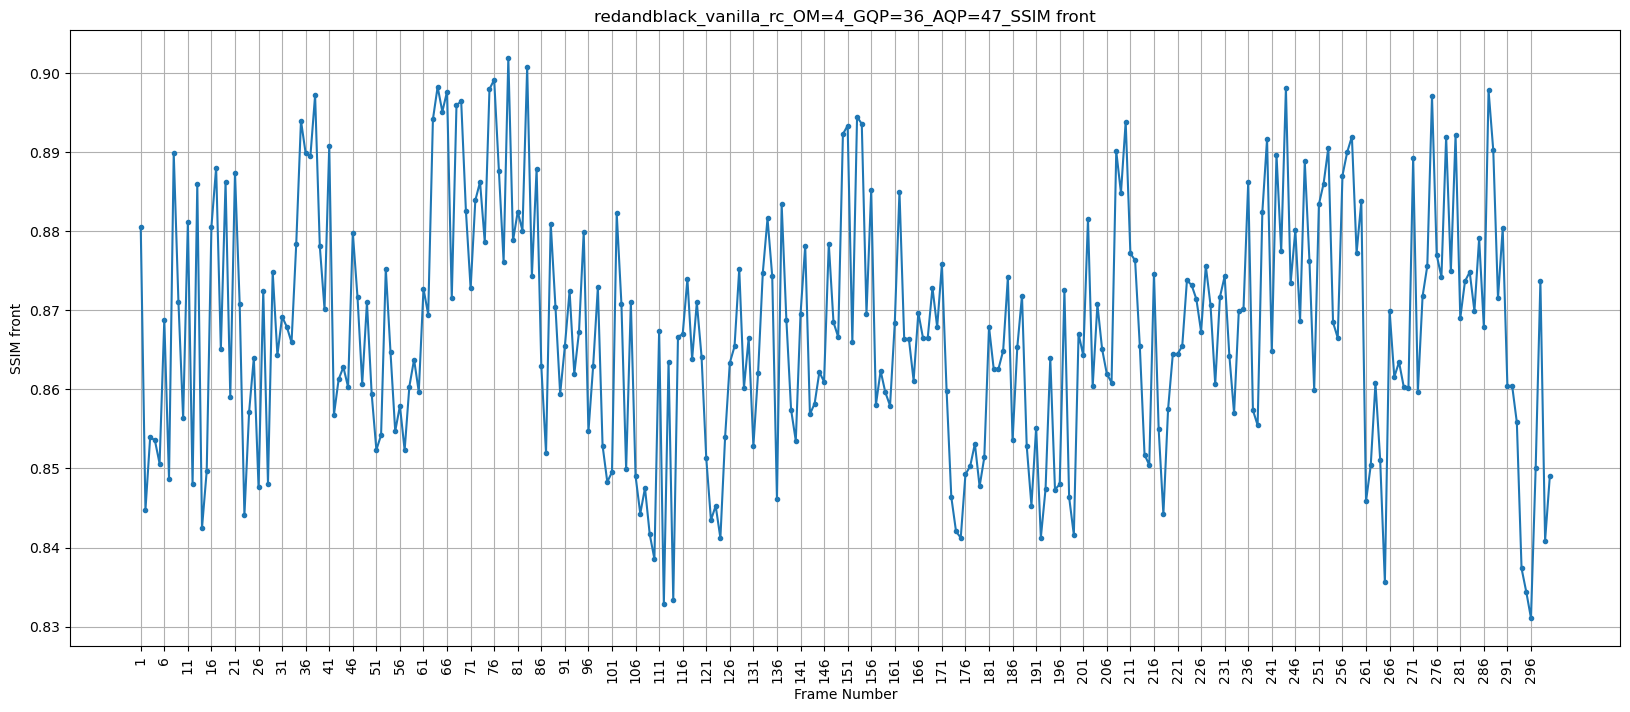 redandblack_vanilla_rc_OM=4_GQP=36_AQP=47_SSIM front
0.90
0.89
0.88
0.87
0.86
0.85
0.84
0.83
SSIM front
1 6 11 16 21 26 31 36 41 46 51 56 61 66 71 76 81 86 91 96 101 106 111 116 121 126 131 136 141 146 151 156 161 166 171 176 181 186 191 196 201 206 211 216 221 226 231 236 241 246 251 256 261 266 271 276 281 286 291 296
Frame Number